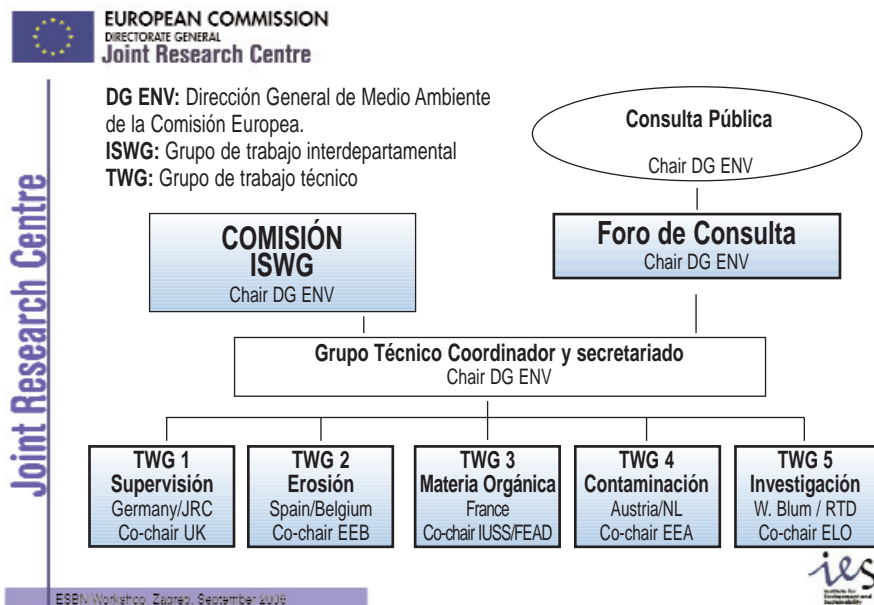 EUROPEAN COMMISSION
DIRECTORATE GENERAL
Joint Research Centre
Joint Research Centre
DG ENV: Dirección General de Medio Ambiente
de la Comisión Europea.
ISWG: Grupo de trabajo interdepartamental
TWG: Grupo de trabajo técnico
Consulta Pública
Chair DG ENV
COMISIÓN
ISWG
Chair DG ENV
Foro de Consulta
Chair DG ENV
Grupo Técnico Coordinador y secretariado
Chair DG ENV
TWG 1
Supervisión
Germany/JRC
Co-chair UK
TWG 2
Erosión
Spain/Belgium
Co-chair EEB
TWG 3
Materia Orgánica
France
Co-chair IUSS/FEAD
TWG 4
Contaminación
Austria/NL
Co-chair EEA
TWG 5
Investigación
W. Blum / RTD
Co-chair ELO
ESBN Workshop, Zagreb, September
ies
Institute for
Environment and
Sustainability